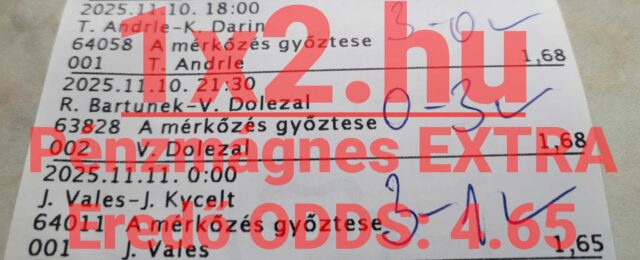 2025.11.10. 18:00
T. Andrle-K. Darin
3-0 ✓
64058 A mérkőzés győztese
001 T. Andrle 1,68
1x2.hu
2025.11.10. 21:30
R. Bartunek-V. Dolezal
0-3 ✓
63828 A mérkőzés győztese
002 V. Dolezal 1,68
Pénzmágnes EXTRA
2025.11.11. 0:00
J. Vales-J. Kycelt
3-1 ✓
64011 A mérkőzés győztese
Eredő ODDS: 4.65
001 J. Vales 1,65